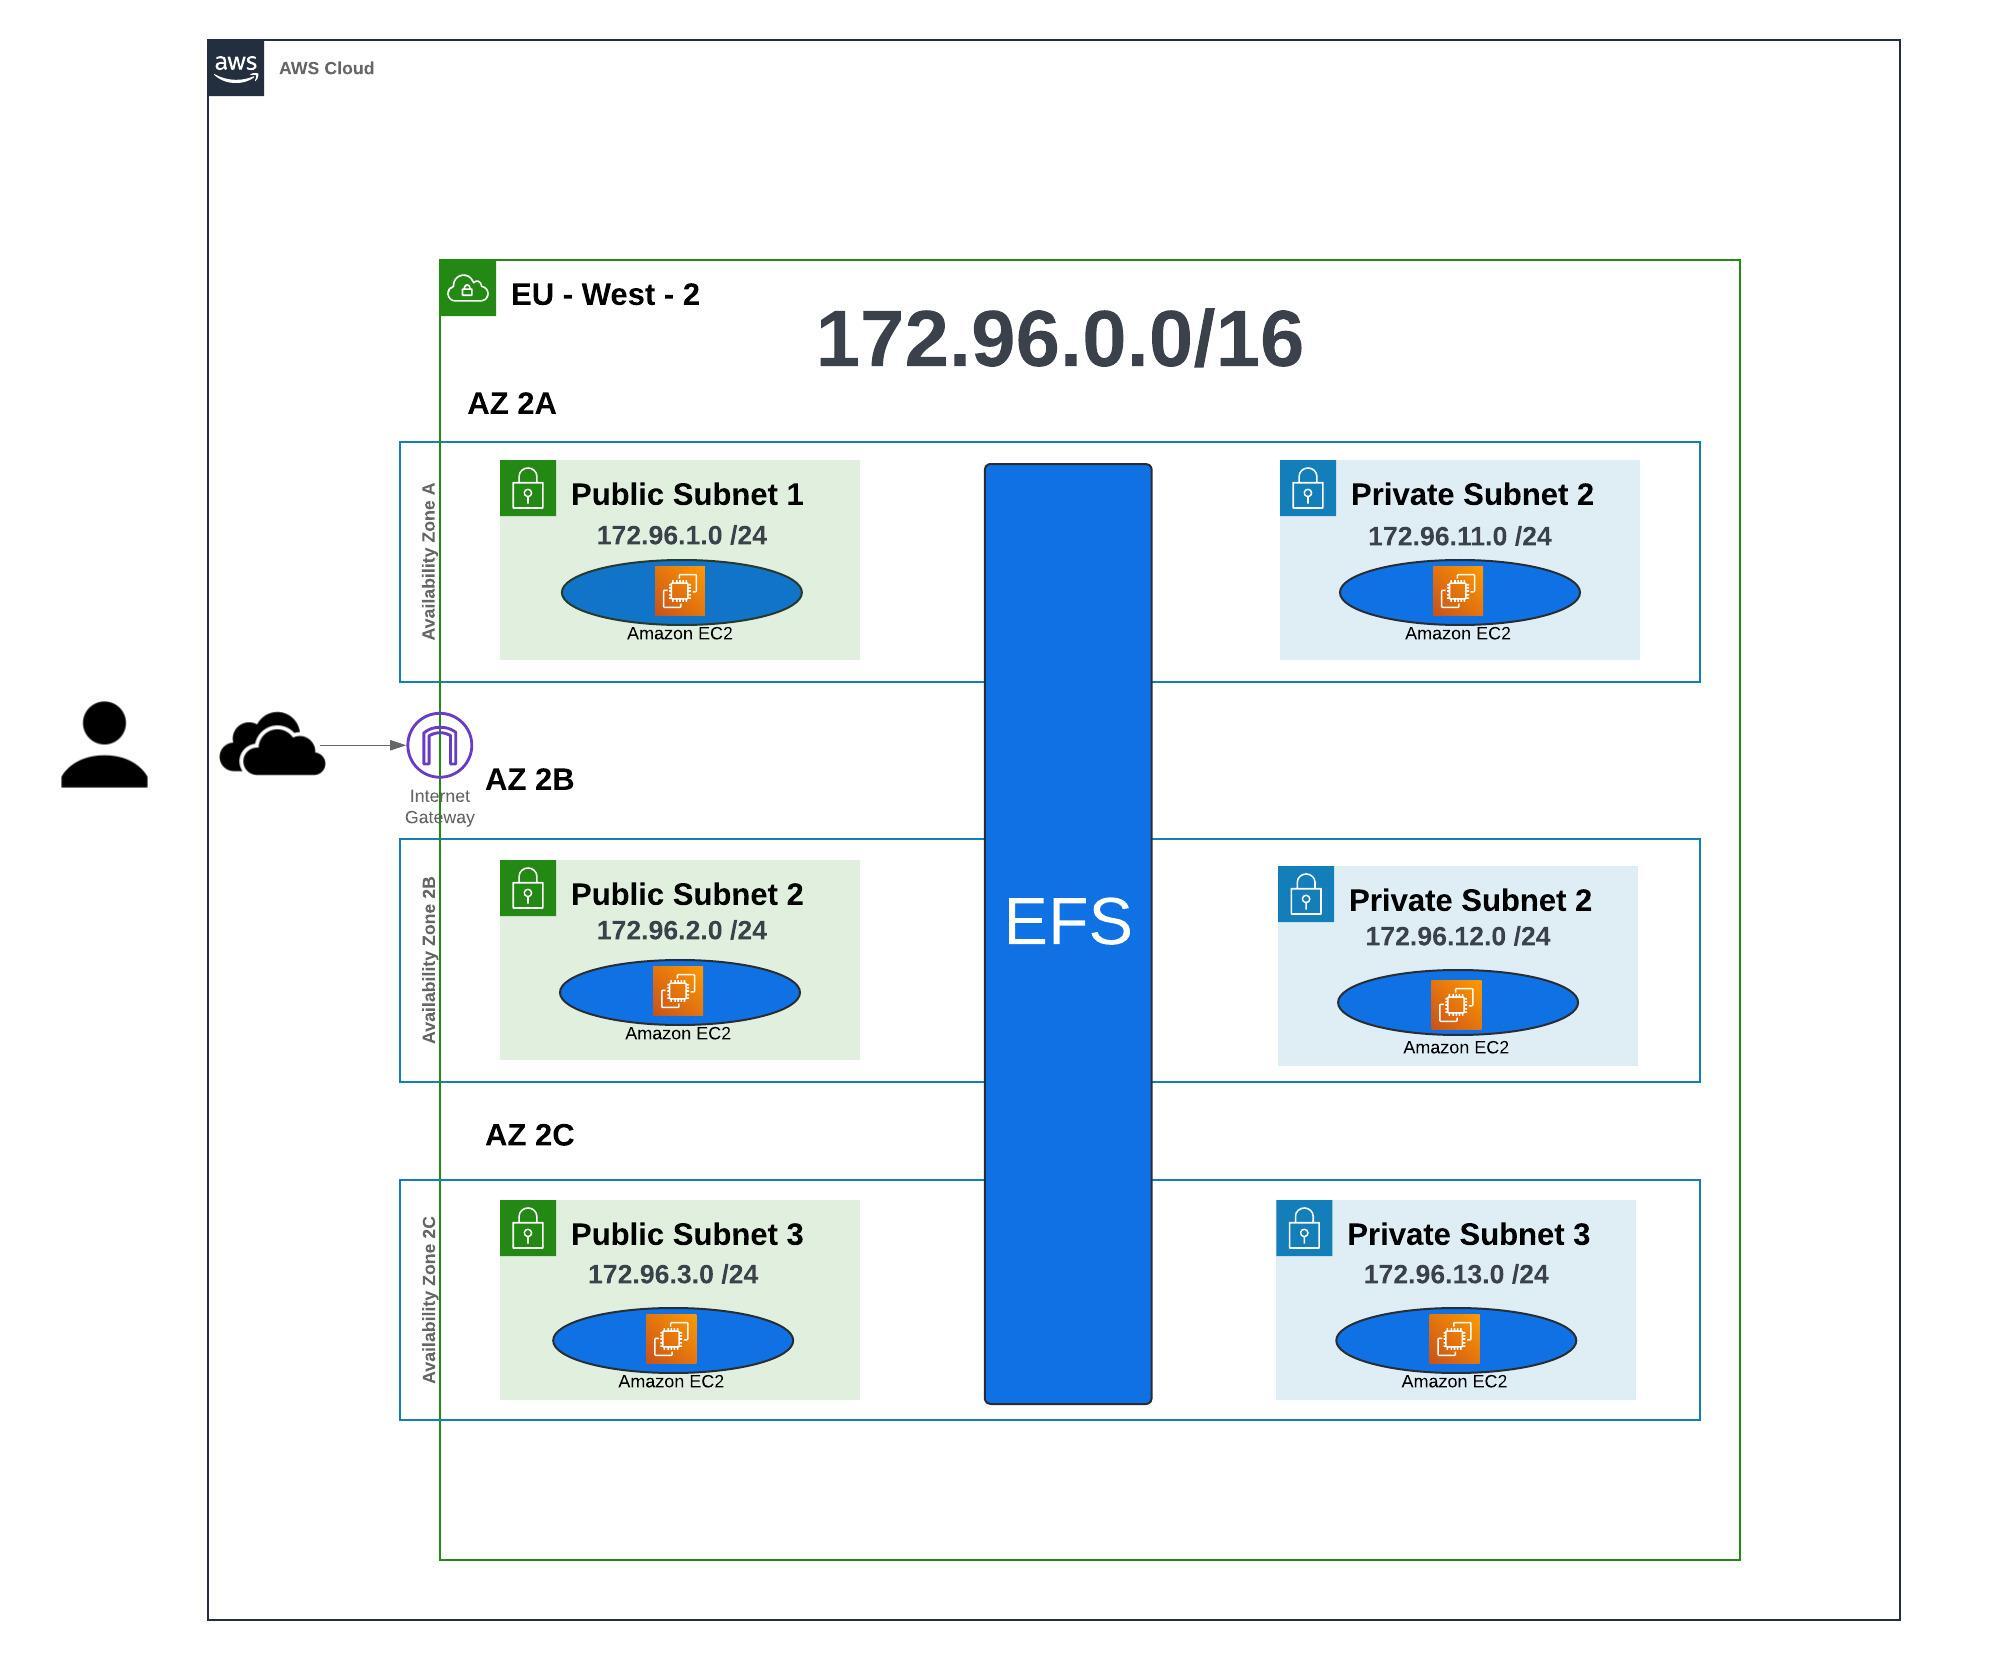 aws
AWS Cloud
EU - West - 2
172.96.0.0/16
AZ 2A
Availability Zone A
Public Subnet 1
172.96.1.0 /24
Amazon EC2
Private Subnet 2
172.96.11.0 /24
Amazon EC2
Internet
Gateway
AZ 2B
Availability Zone 2B
Public Subnet 2
172.96.2.0 /24
Amazon EC2
EFS
Private Subnet 2
172.96.12.0 /24
Amazon EC2
AZ 2C
Availability Zone 2C
Public Subnet 3
172.96.3.0 /24
Amazon EC2
Private Subnet 3
172.96.13.0 /24
Amazon EC2